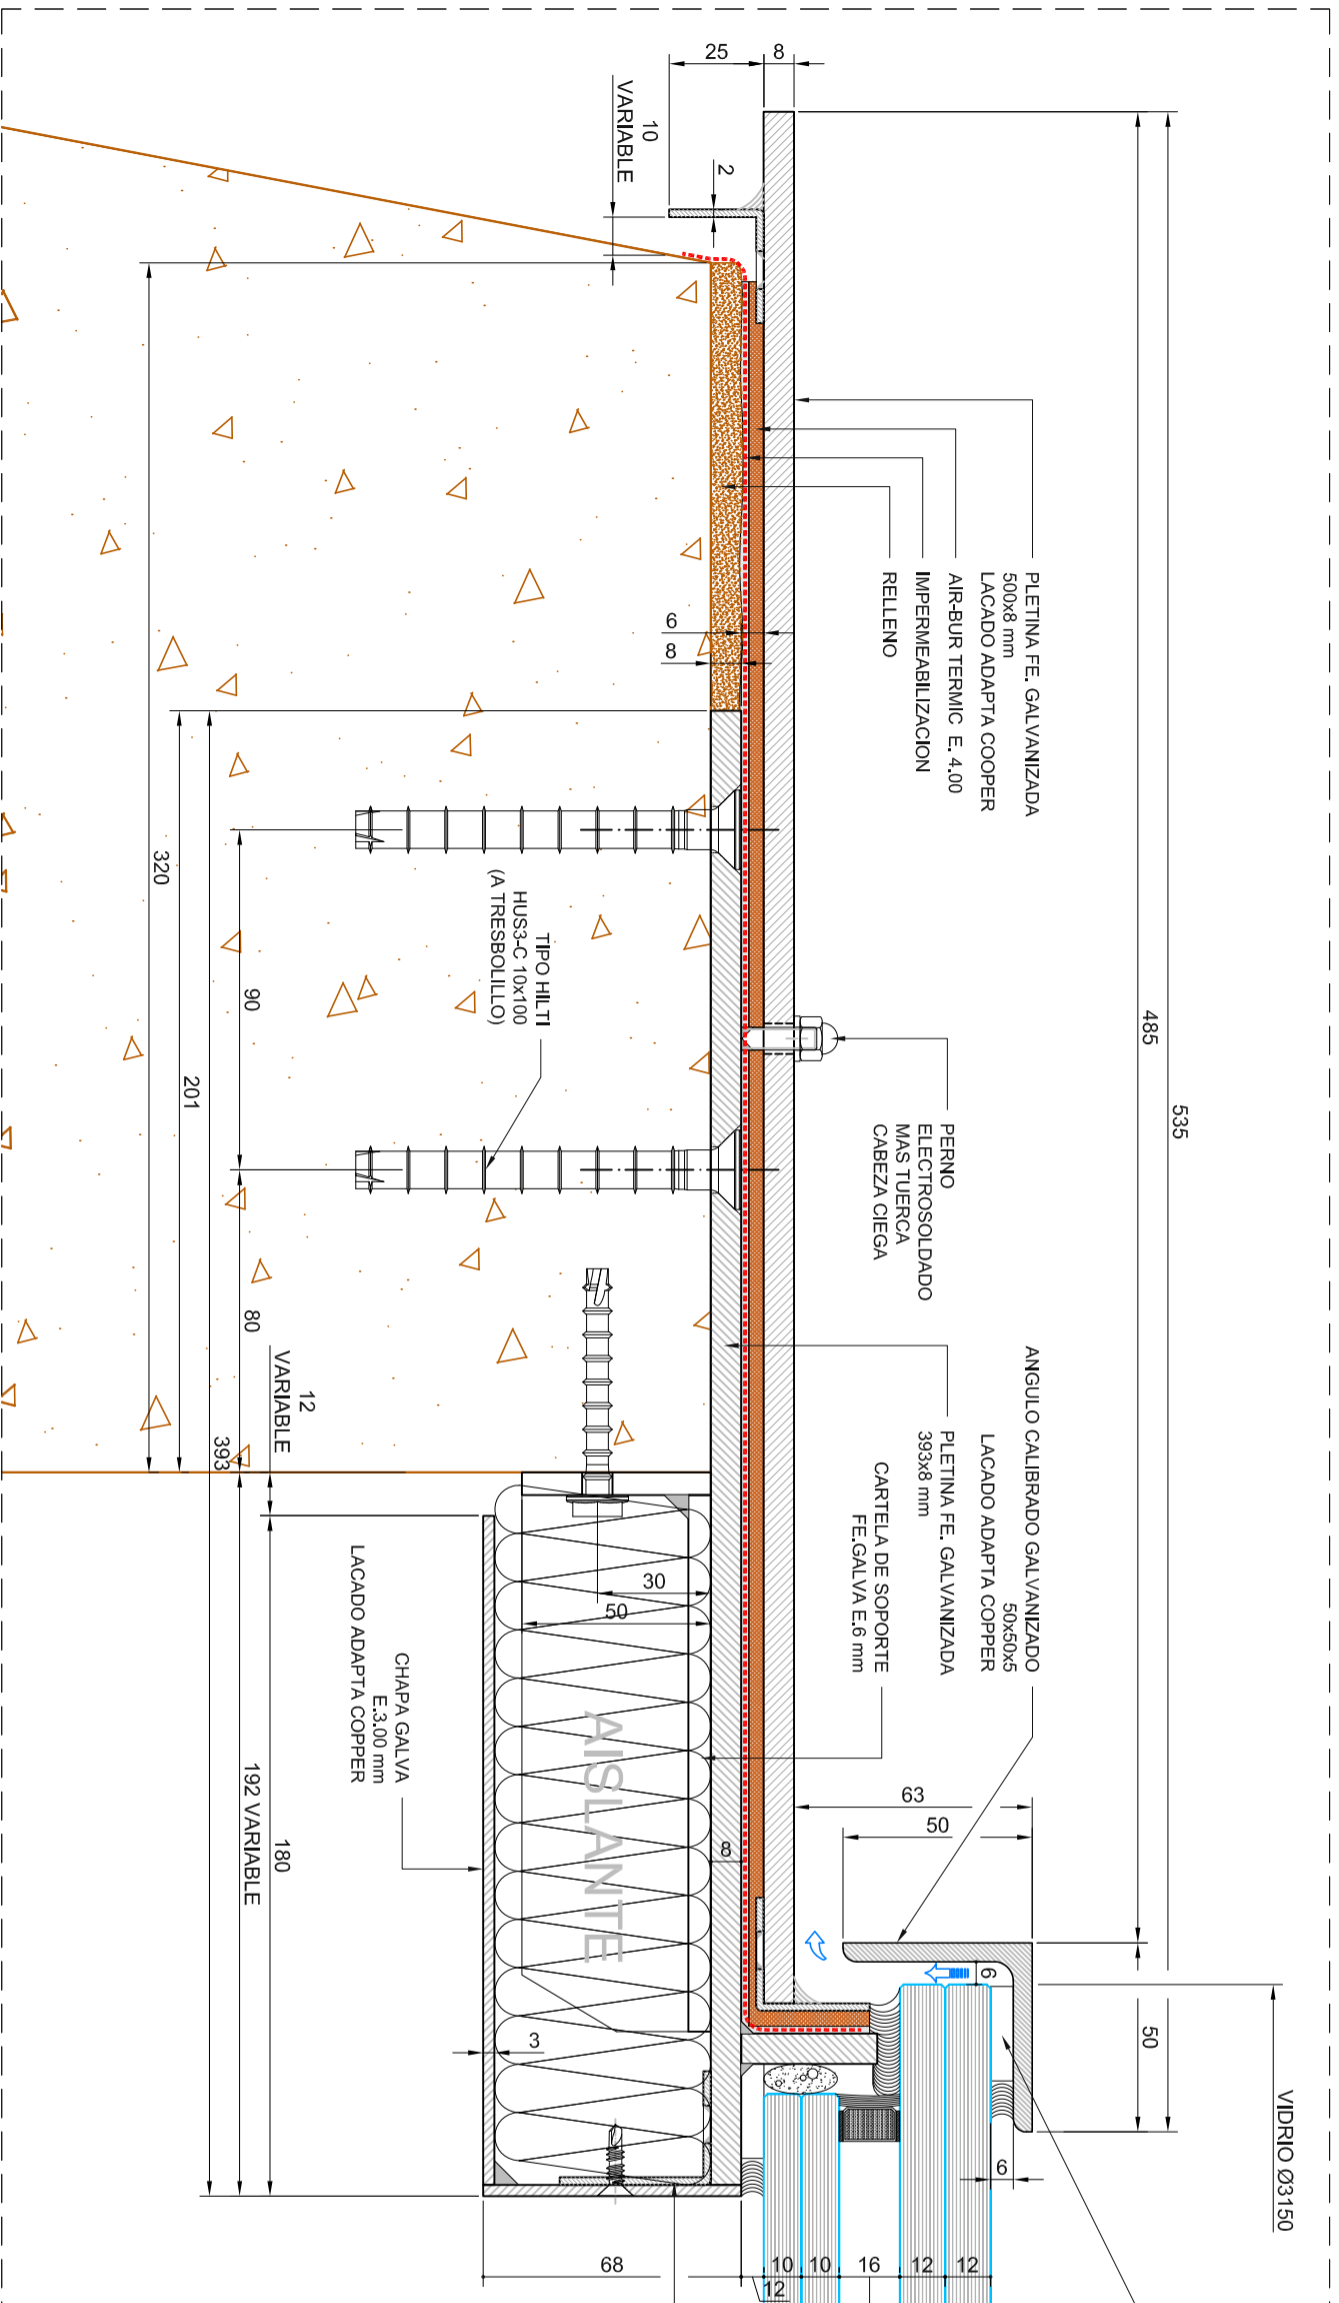 535
485
VIDRIO Ø3150
50
6
6
63
50
25
8
2
10
VARIABLE
PLETINA FE. GALVANIZADA
500x8 mm
LACADO ADAPTA COOPER
AIR-BUR TERMIC E. 4.00
IMPERMEABILIZACION
RELLENO
PERNO
ELECTROSOLDADO
MAS TUERCA
CABEZA CIEGA
ANGULO CALIBRADO GALVANIZADO
50x50x5
LACADO ADAPTA COPPER
PLETINA FE. GALVANIZADA
393x8 mm
CARTELA DE SOPORTE
FE.GALVA E.6 mm
6
8
8
TIPO HILTI
HUS3-C 10x100
(A TRESBOLILLO)
30
50
AISLANTE
3
68
10
10
16
12
12
12
CHAPA GALVA
E.3.00 mm
LACADO ADAPTA COPPER
12
VARIABLE
180
192 VARIABLE
90
80
393
201
320